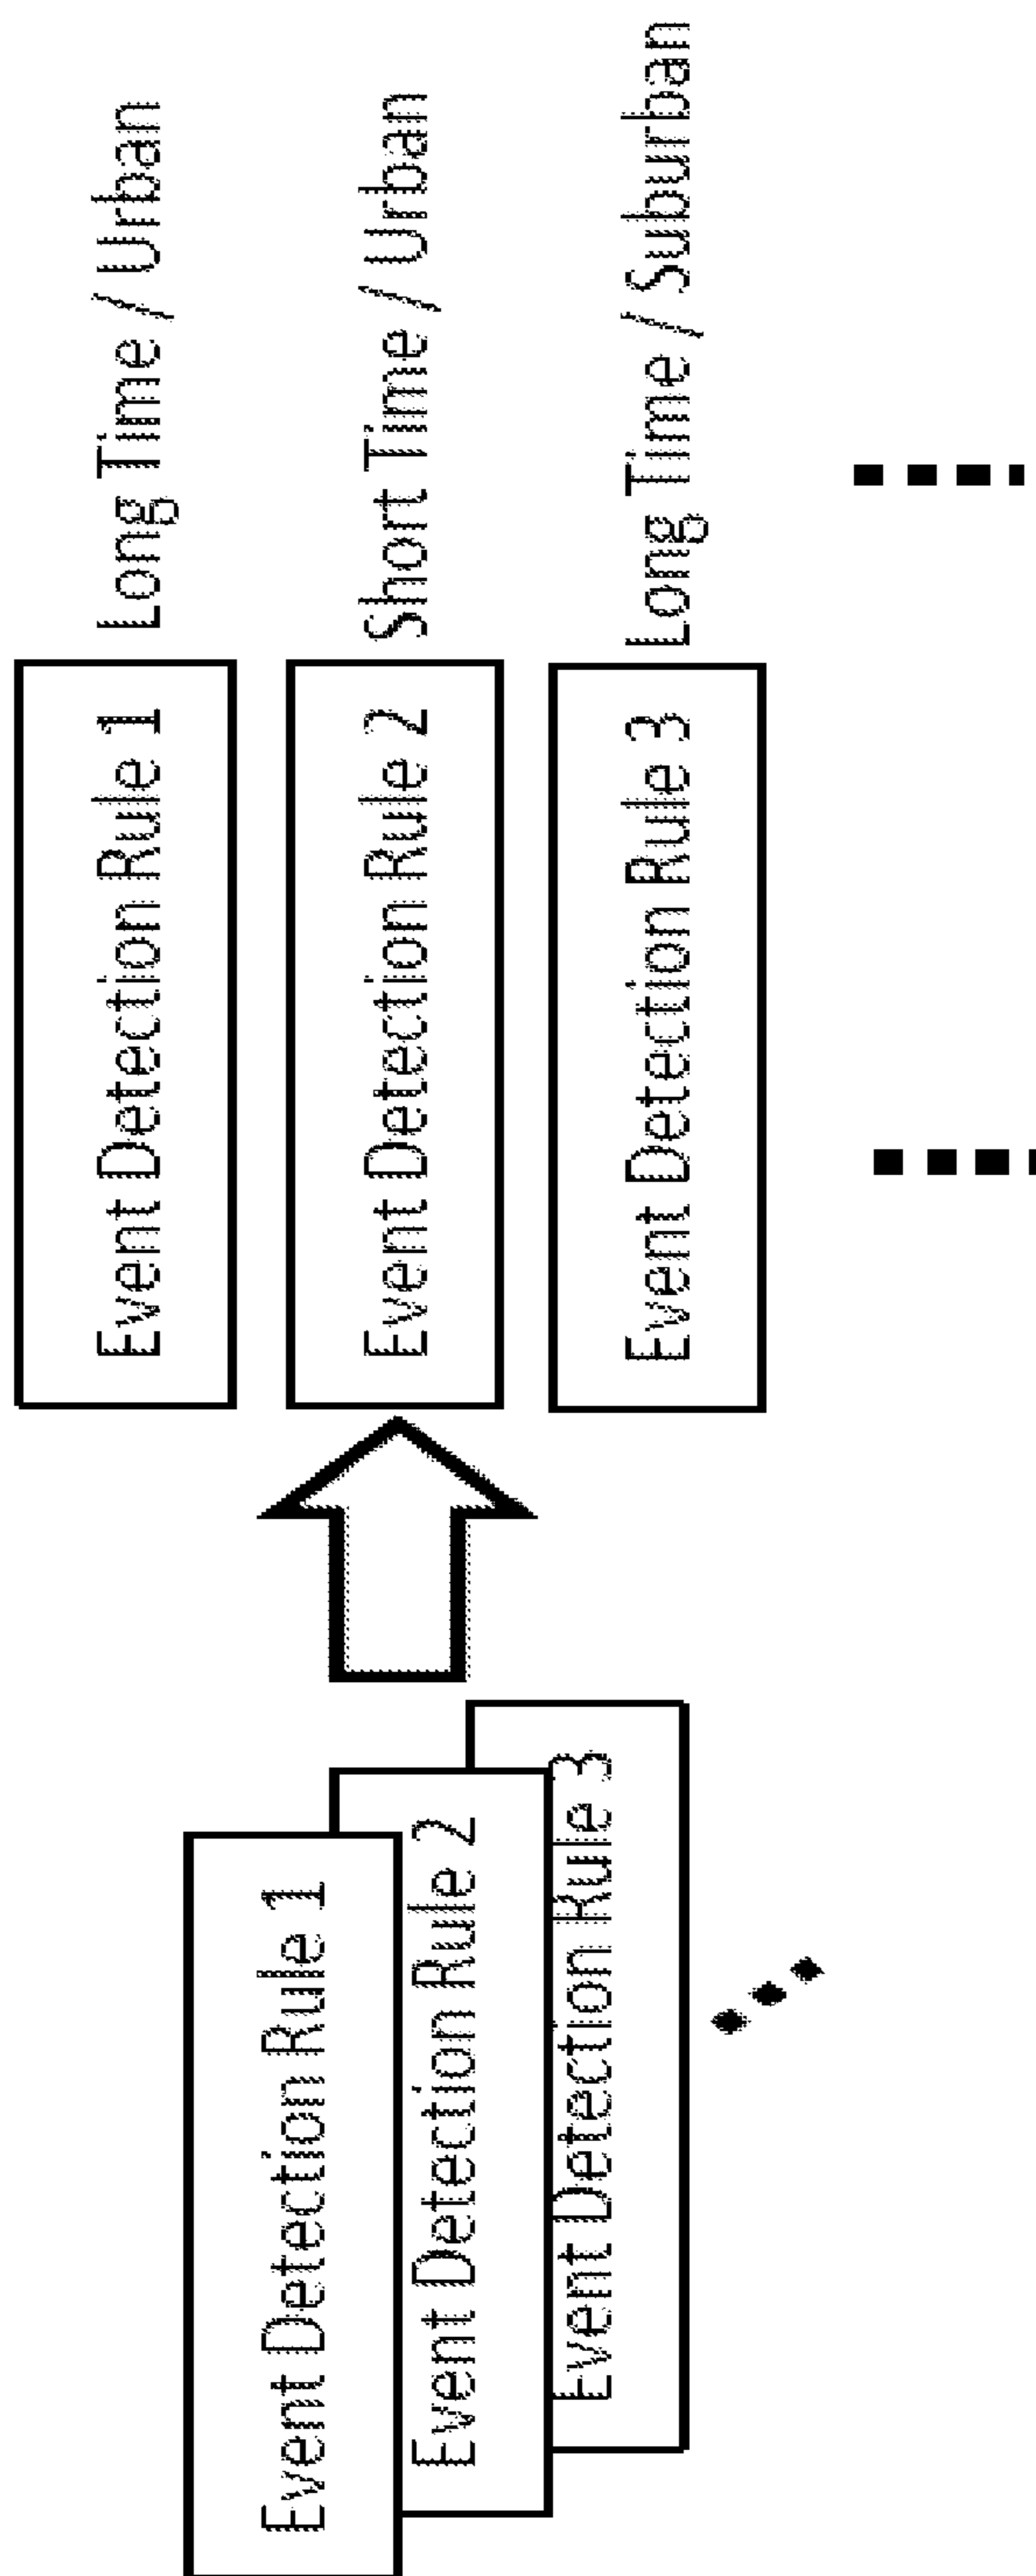 Event Detection Rule 1
Event Detection Rule 2
Event Detection Rule 3
Event Detection Rule 1 Long Time / Urban
Event Detection Rule 2 Short Time / Urban
Event Detection Rule 3 Long Time / Suburban